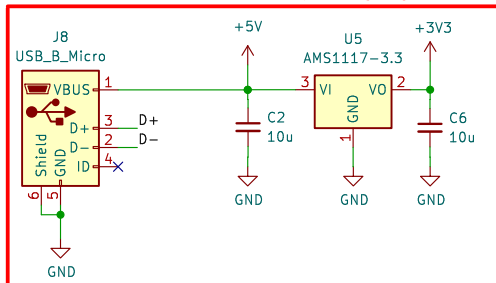 J8
USB_B_Micro
+5V
U5
AMS1117-3.3
+3V3
VBUS 1
D+ 3 D+
D- 2 D-
ID 4
Shield
GND
6
5
GND
C2
10u
GND
3 VI VO 2
GND
1
GND
C6
10u
GND